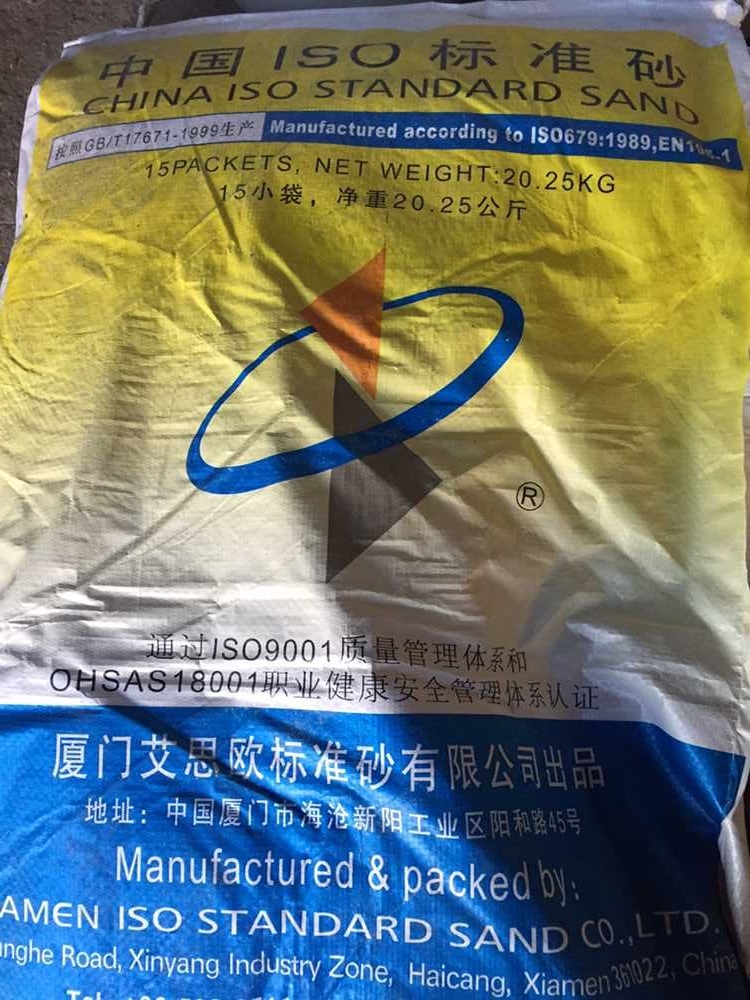 中国ISO标准砂
CHINA ISO STANDARD SAND
按照GB/T17671-1999生产 Manufactured according to ISO679:1989,
15PACKETS, NET WEIGHT:20.25KG
15小袋，净重20.25公斤
®
通过ISO9001质量管理体系和
OHSAS18001职业健康安全管理体系认证
厦门艾思欧标准砂有限公司出品
地址：中国厦门市海沧新阳工业区阳和路45号
Manufactured & packed by:
AMEN ISO STANDARD SAND CO.,LTD.
nghe Road, Xinyang Industry Zone, Haicang, Xiamen 361022, China